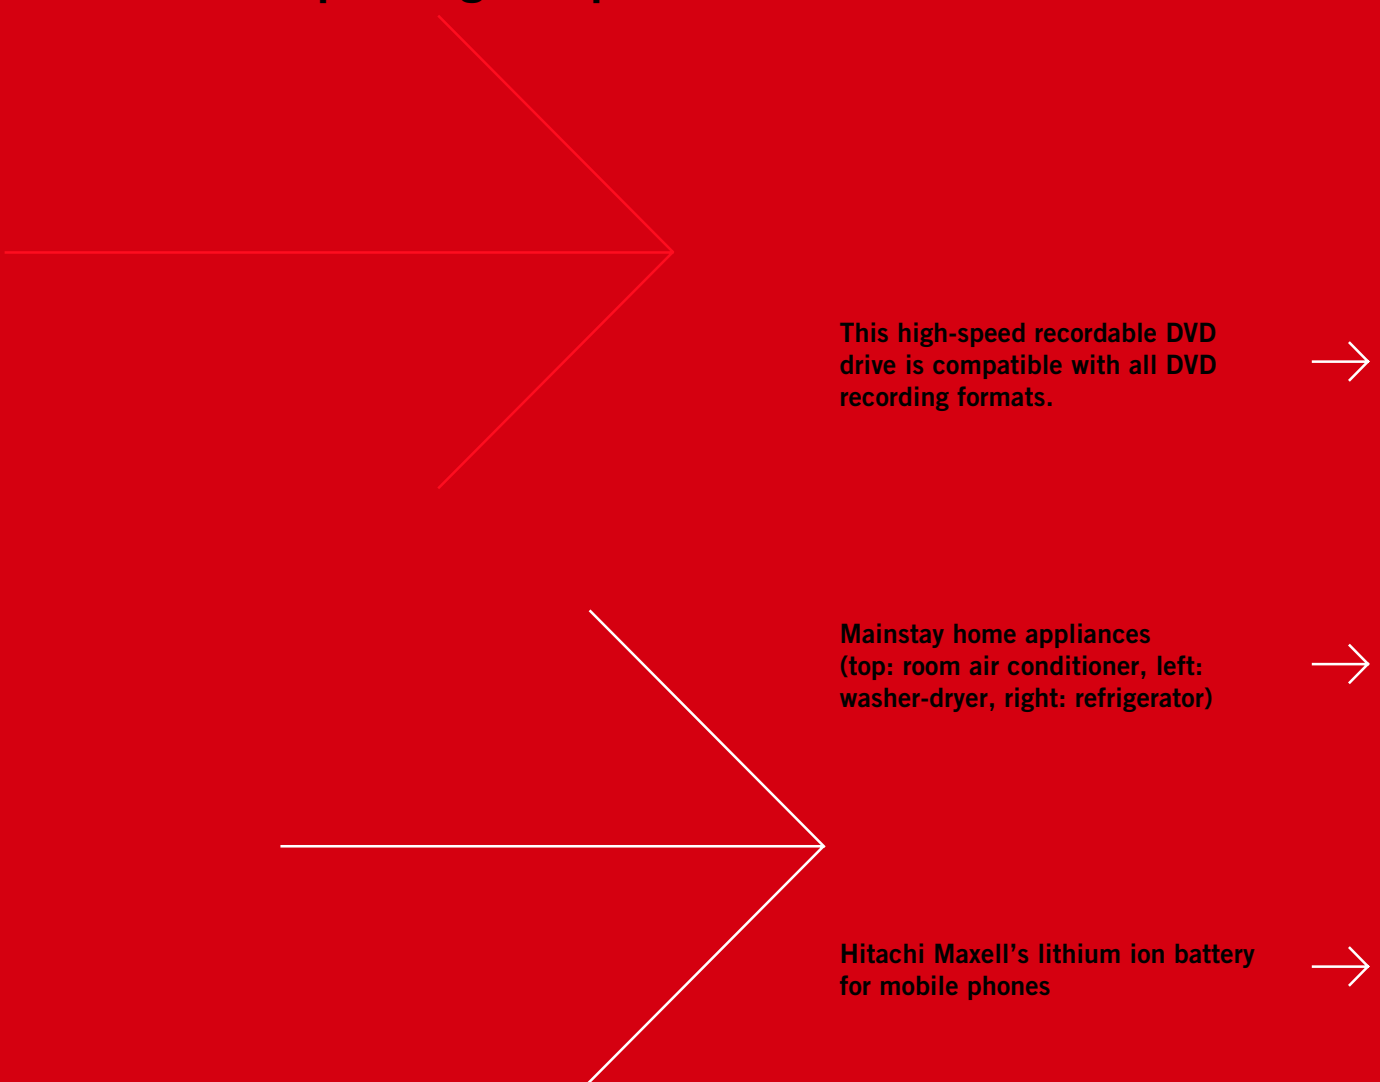 This high-speed recordable DVD
drive is compatible with all DVD
recording formats.
Mainstay home appliances
(top: room air conditioner, left:
washer-dryer, right: refrigerator)
Hitachi Maxell’s lithium ion battery
for mobile phones